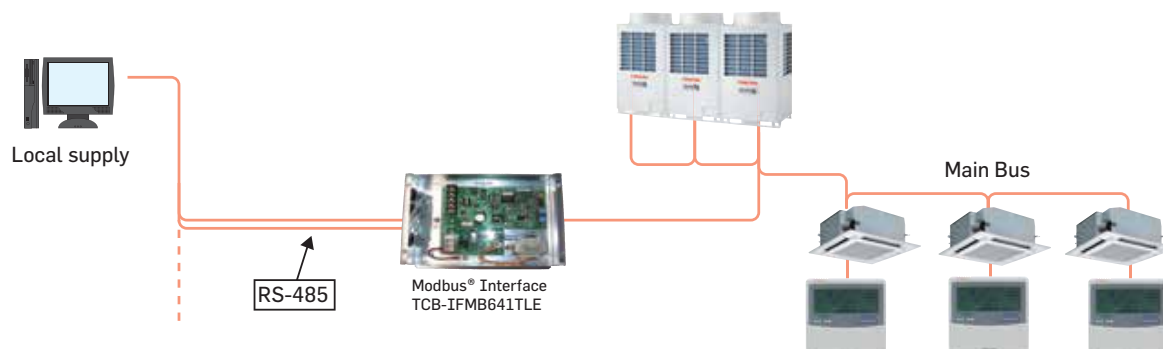 Local supply
Main Bus
RS-485
Modbus® Interface
TCB-IFMB641TLE